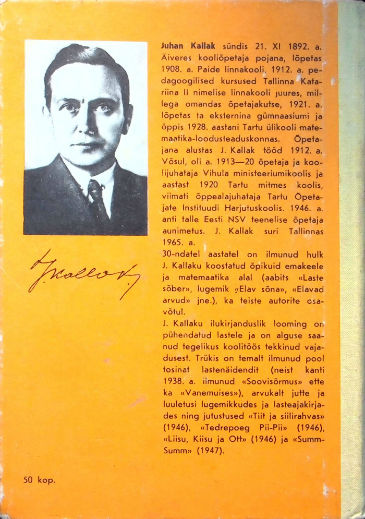 Juhan Kallak sündis 21. XI 1892. a.
Äiveres kooliõpetaja pojana, lõpetas
1908. a. Paide linnakooli, 1912. a. pe-
dagoogilised kursused Tallinna Kata-
riina II nimelise linnakooli juures, mil-
lega omandas õpetajakutse, 1921. a.
lõpetas ta eksternina gümnaasiumi ja
õppis 1928. aastani Tartu ülikooli mate-
maatika-loodusteaduskonnas. Õpeta-
jana alustas J. Kallak tööd 1912. a.
Võsul, oli a. 1913—20 õpetaja ja koo-
lijuhataja Vihula ministeeriumikoolis ja
aastast 1920 Tartu mitmes koolis,
viimati õppealajuhataja Tartu Õpeta-
jate Instituudi Harjutuskoolis. 1946. a.
anti talle Eesti NSV teenelise õpetaja
aunimetus. J. Kallak suri Tallinnas
1965. a.
30-ndatel aastatel on ilmunud hulk
J. Kallaku koostatud õpikuid emakeele
ja matemaatika alal (aabits «Laste
sõber», lugemik „Elav sõna», «Elavad
arvud» jne.), ka teiste autorite osa-
võtul.
J. Kallaku ilukirjanduslik looming on
pühendatud lastele ja on alguse saa-
nud tegelikus koolitöös tekkinud vaja-
dusest. Trükis on temalt ilmunud pool
tosinat lastenäidendit (neist kanti
1938. a. ilmunud «Soovisõrmus» ette
ka «Vanemuises»), arvukalt jutte ja
luuletusi lugemikkudes ja lasteajakirja-
des ning jutustused «Tiit ja siilirahvas»
(1946), «Tedrepoeg Pii-Pii» (1946),
«Liisu, Kiisu ja Ott» (1946) ja «Summ-
Summ» (1947).
JKallak
50 kop.